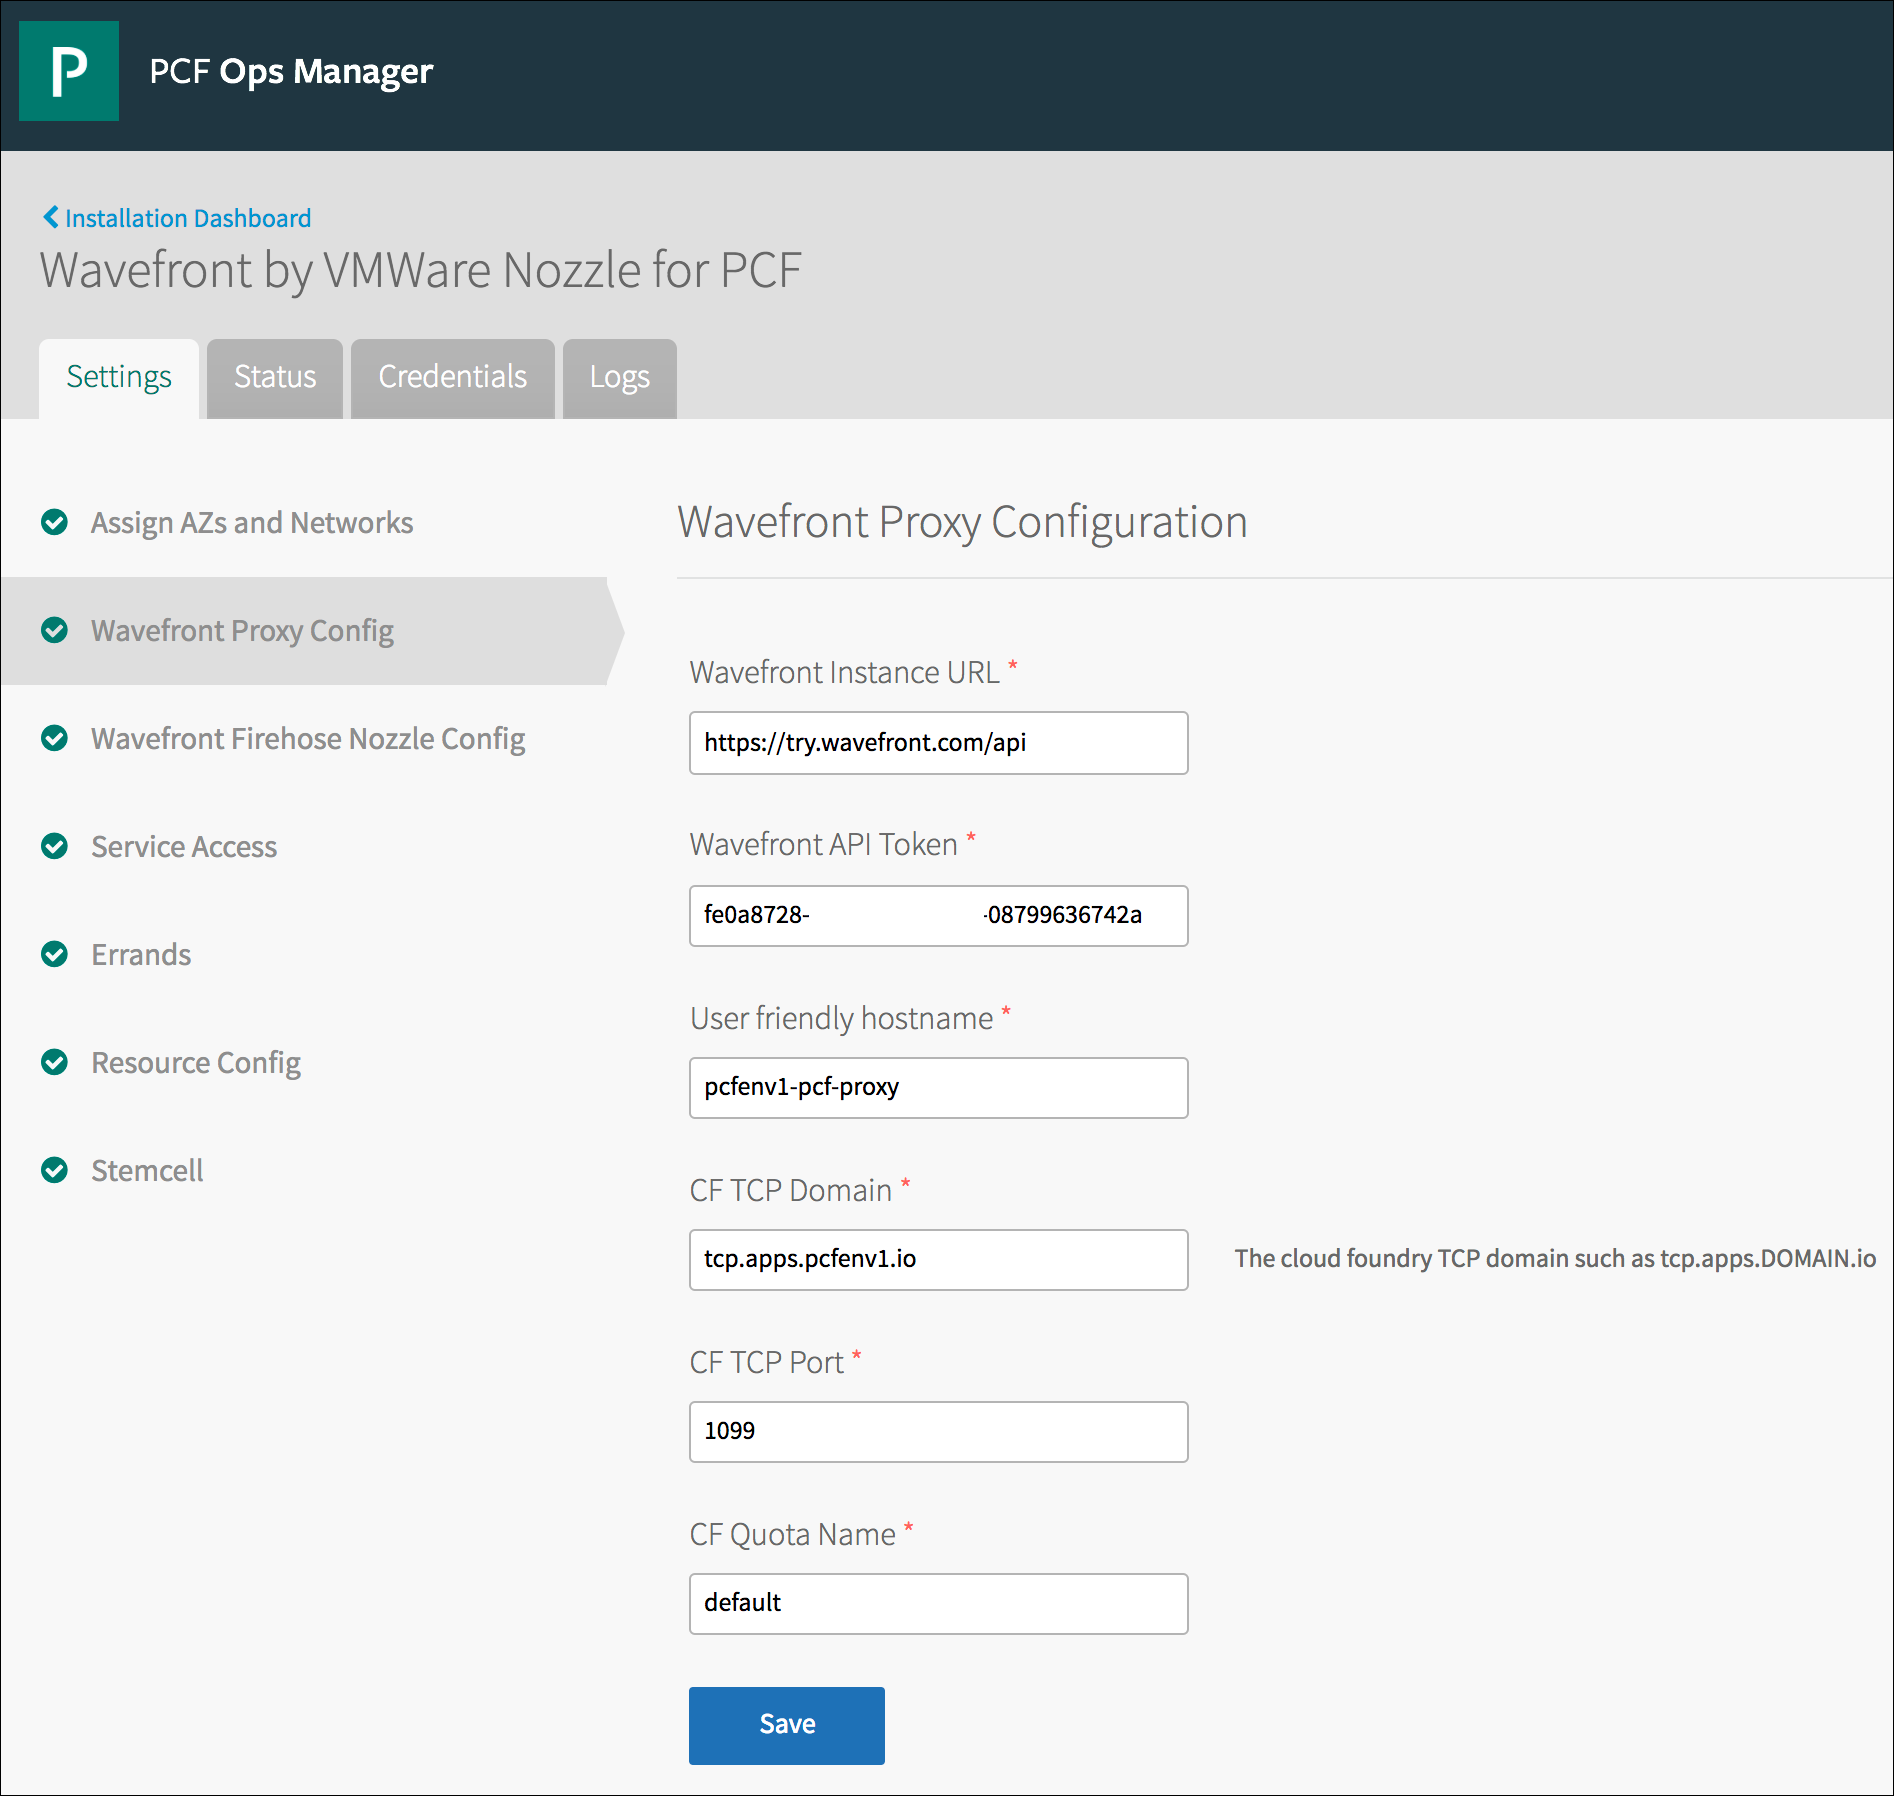 P
PCF Ops Manager
Installation Dashboard
Wavefront by VMWare Nozzle for PCF
Settings
Status
Credentials
Logs
Assign AZs and Networks
Wavefront Proxy Config
Wavefront Firehose Nozzle Config
Service Access
Errands
Resource Config
Stemcell
Wavefront Proxy Configuration
Wavefront Instance URL *
https://try.wavefront.com/api
Wavefront API Token *
fe0a8728- -08799636742a
User friendly hostname *
pcfenv1-pcf-proxy
CF TCP Domain *
tcp.apps.pcfenv1.io
The cloud foundry TCP domain such as tcp.apps.DOMAIN.io
CF TCP Port *
1099
CF Quota Name *
default
Save